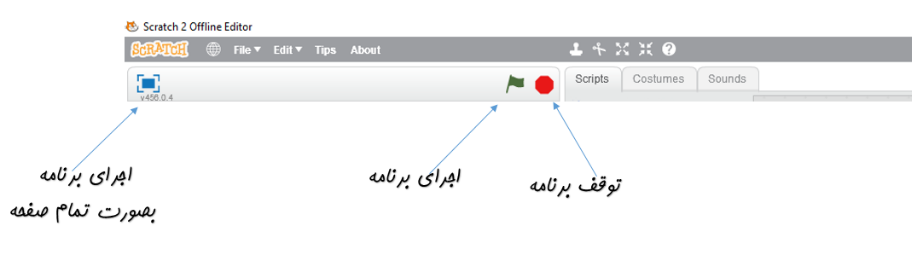 Scratch 2 Offline Editor
SCRATCH File Edit Tips About
Scripts Costumes Sounds
v456.0.4
اجرای برنامه
بصورت تمام صفحه
اجرای برنامه
توقف برنامه